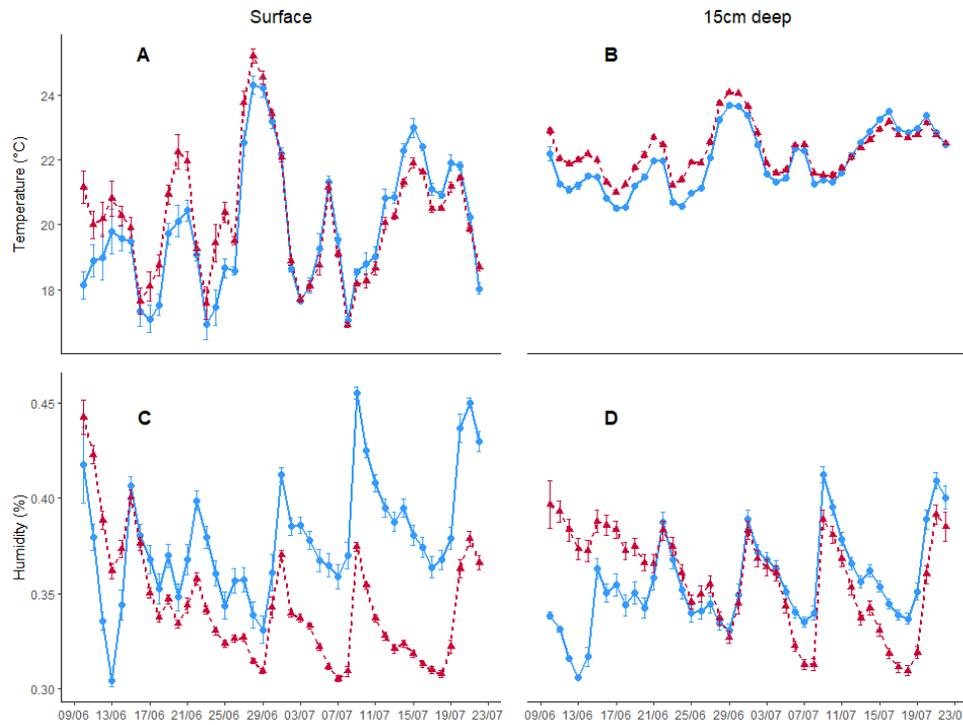 Surface 15cm deep
A B
Temperature (°C)
24
22
20
18
C D
Humidity (%)
0.45
0.40
0.35
0.30
09/06 13/06 17/06 21/06 25/06 29/06 03/07 07/07 11/07 15/07 19/07 23/07
09/06 13/06 17/06 21/06 25/06 29/06 03/07 07/07 11/07 15/07 19/07 23/0